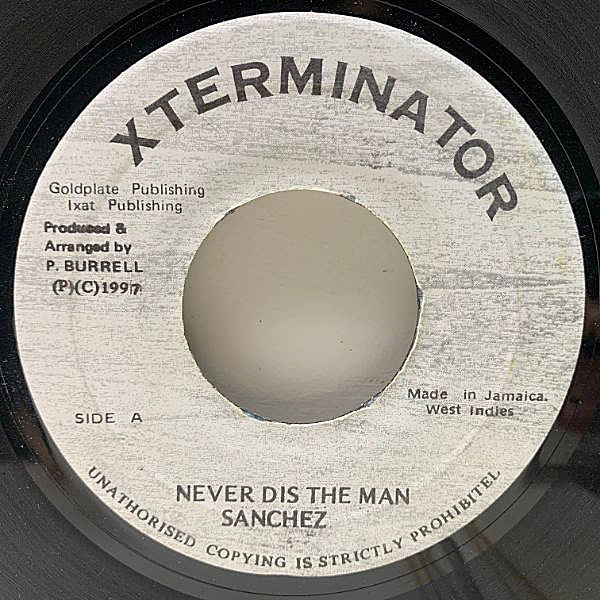 XTERMINATOR
Goldplate Publishing
Ixat Publishing
Produced &
Arranged by
P. BURRELL
(P)(C)1997
Made in Jamaica.
West Indies
SIDE A
NEVER DIS THE MAN
SANCHEZ
UNATHORISED COPYING IS STRICTLY PROHIBITEL